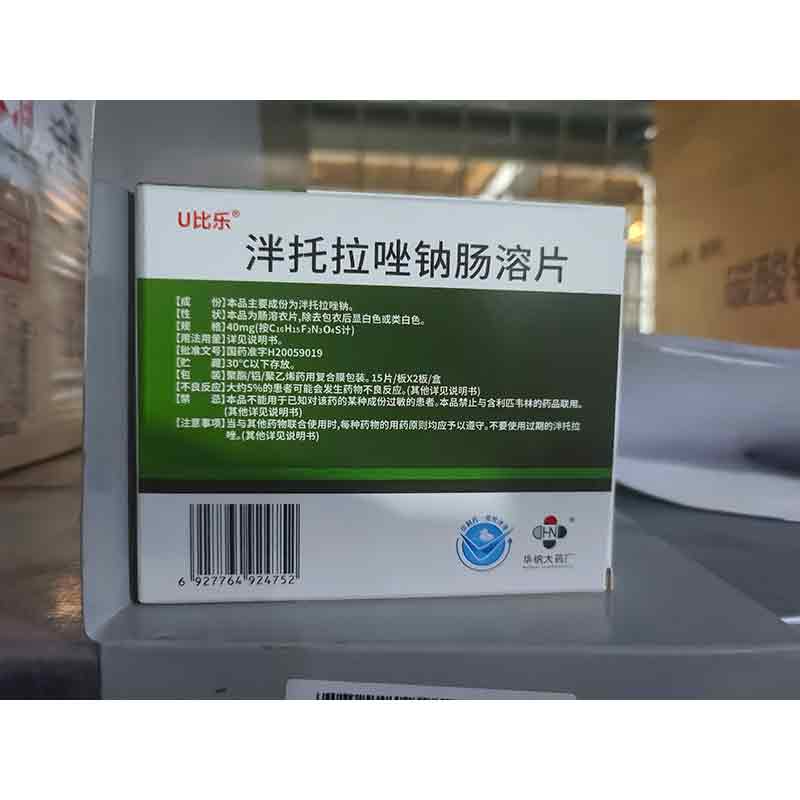 U比乐®
泮托拉唑钠肠溶片
【成 份】本品主要成份为泮托拉唑钠。
【性 状】本品为肠溶衣片,除去包衣后显白色或类白色。
【规 格】40mg(按C₁₆H₁₅F₂N₃O₄S计)
【用法用量】详见说明书。
【批准文号】国药准字H20059019
【贮 藏】30℃以下存放。
【包 装】聚酯/铝/聚乙烯药用复合膜包装。15片/板X2板/盒
【不良反应】大约5%的患者可能会发生药物不良反应。(其他详见说明书)
【禁 忌】本品不能用于已知对该药的某种成份过敏的患者。本品禁止与含利匹韦林的药品联用。
(其他详见说明书)
【注意事项】当与其他药物联合使用时,每种药物的用药原则均应予以遵守。不要使用过期的泮托拉
唑。(其他详见说明书)
6 927764 924752
HN
®
华纳大药厂
碳酸